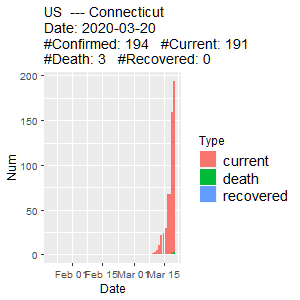 US --- Connecticut
Date: 2020-03-20
#Confirmed: 194 #Current: 191
#Death: 3 #Recovered: 0
200
150
100
50
0
Num
Feb 01 Feb 15 Mar 01 Mar 15
Date
Type
current
death
recovered